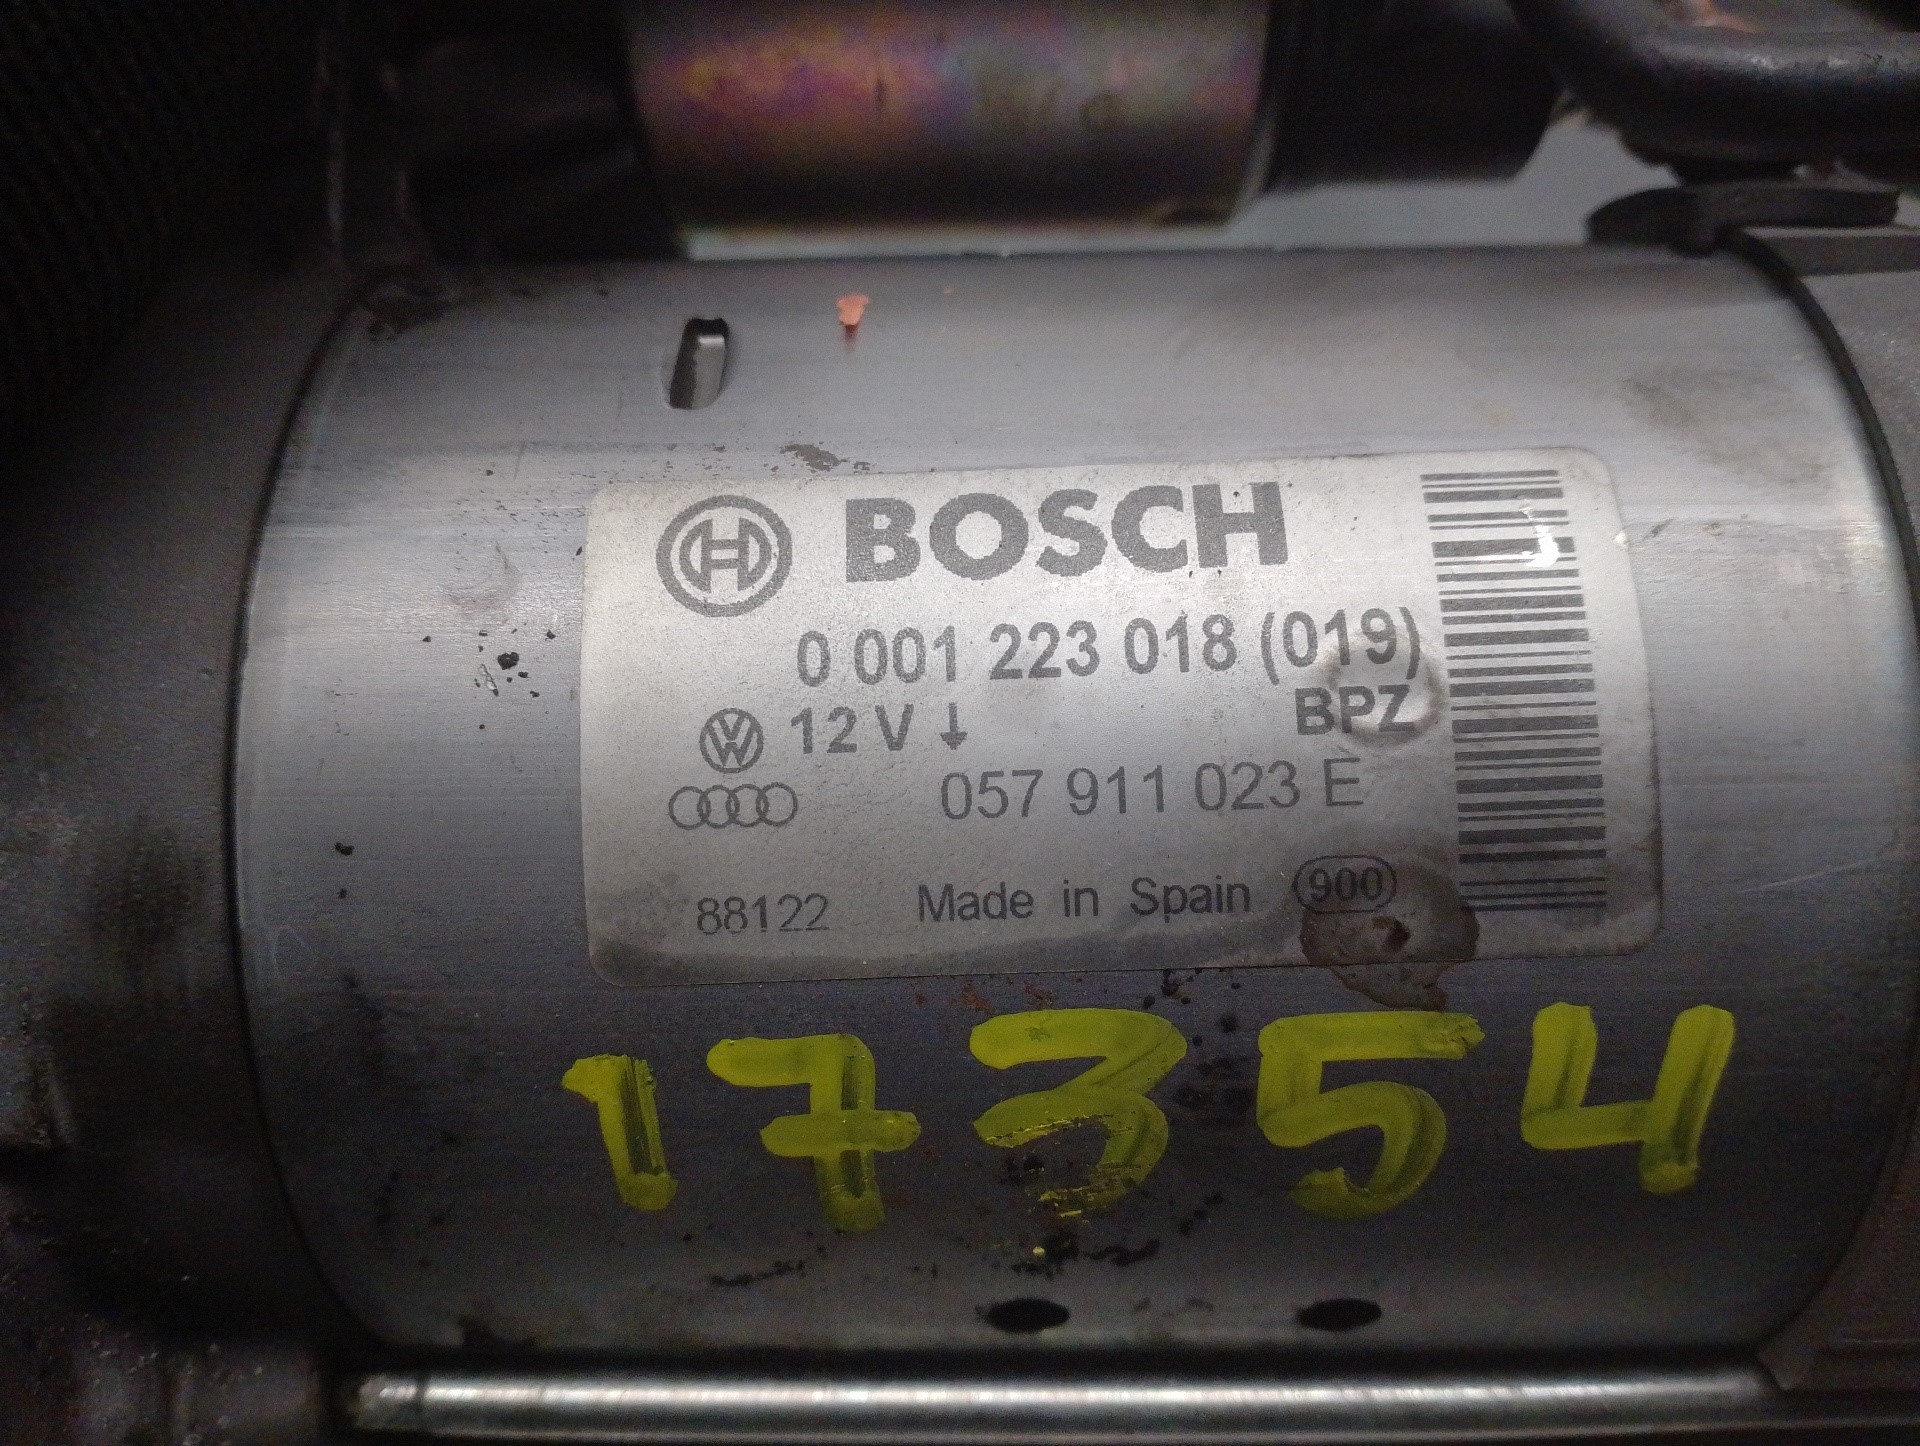 BOSCH
0 001 223 018 (019)
12 V ↓ BPZ
057 911 023 E
88122 Made in Spain 900
17354